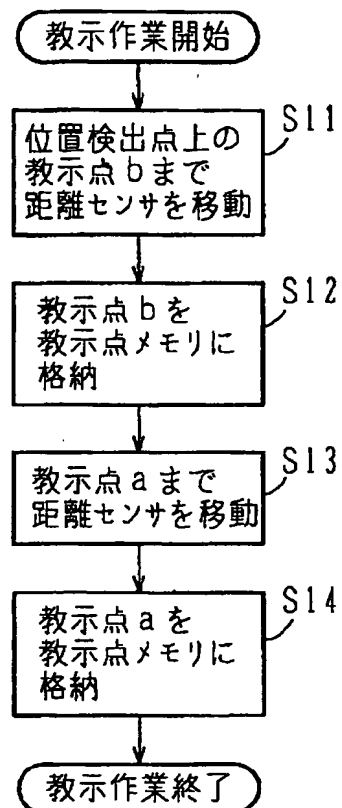 教示作業開始
S11
位置検出点上の
教示点bまで
距離センサを移動
S12
教示点bを
教示点メモリに
格納
S13
教示点aまで
距離センサを移動
S14
教示点aを
教示点メモリに
格納
教示作業終了